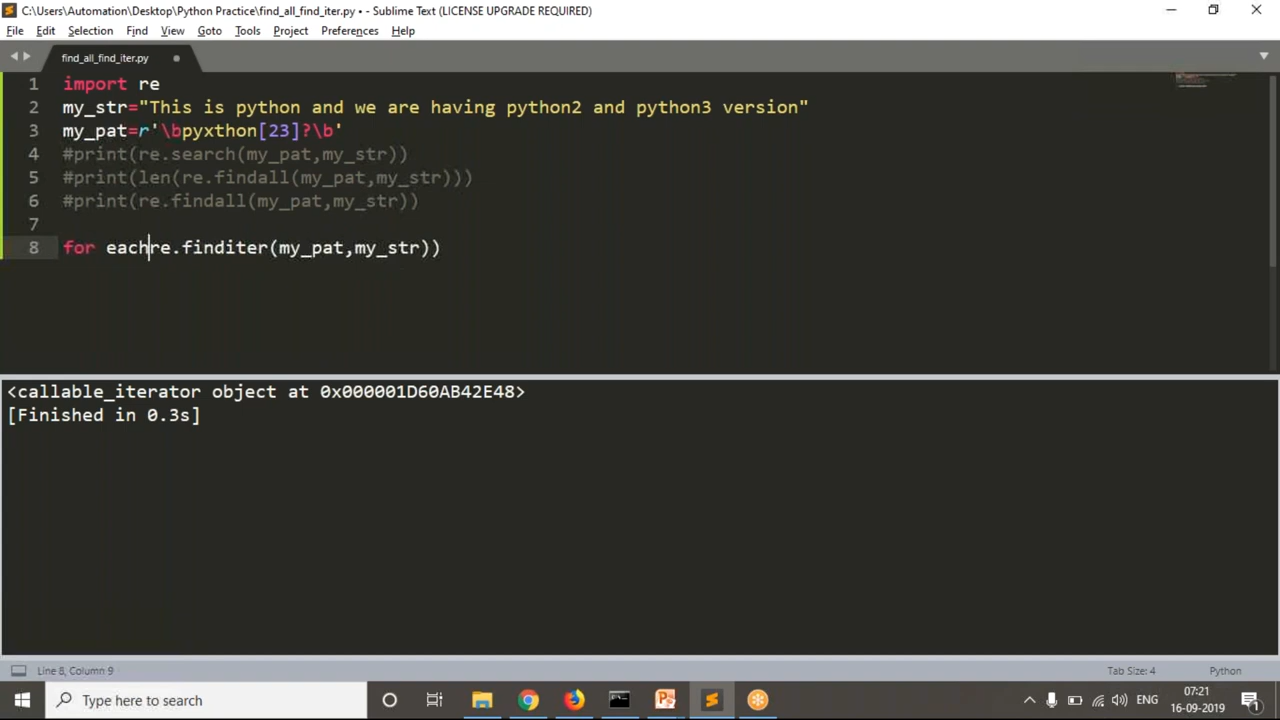 C:\Users\Automation\Desktop\Python Practice\find_all_find_iter.py • - Sublime Text (LICENSE UPGRADE REQUIRED)
File Edit Selection Find View Goto Tools Project Preferences Help
find_all_find_iter.py
1 import re
2 my_str="This is python and we are having python2 and python3 version"
3 my_pat=r'\bpyxthon[23]?\b'
4 #print(re.search(my_pat,my_str))
5 #print(len(re.findall(my_pat,my_str)))
6 #print(re.findall(my_pat,my_str))
7
8 for eachre.finditer(my_pat,my_str))
<callable_iterator object at 0x000001D60AB42E48>
[Finished in 0.3s]
Line 8, Column 9 Tab Size: 4 Python
Type here to search ENG 07:21
16-09-2019 1